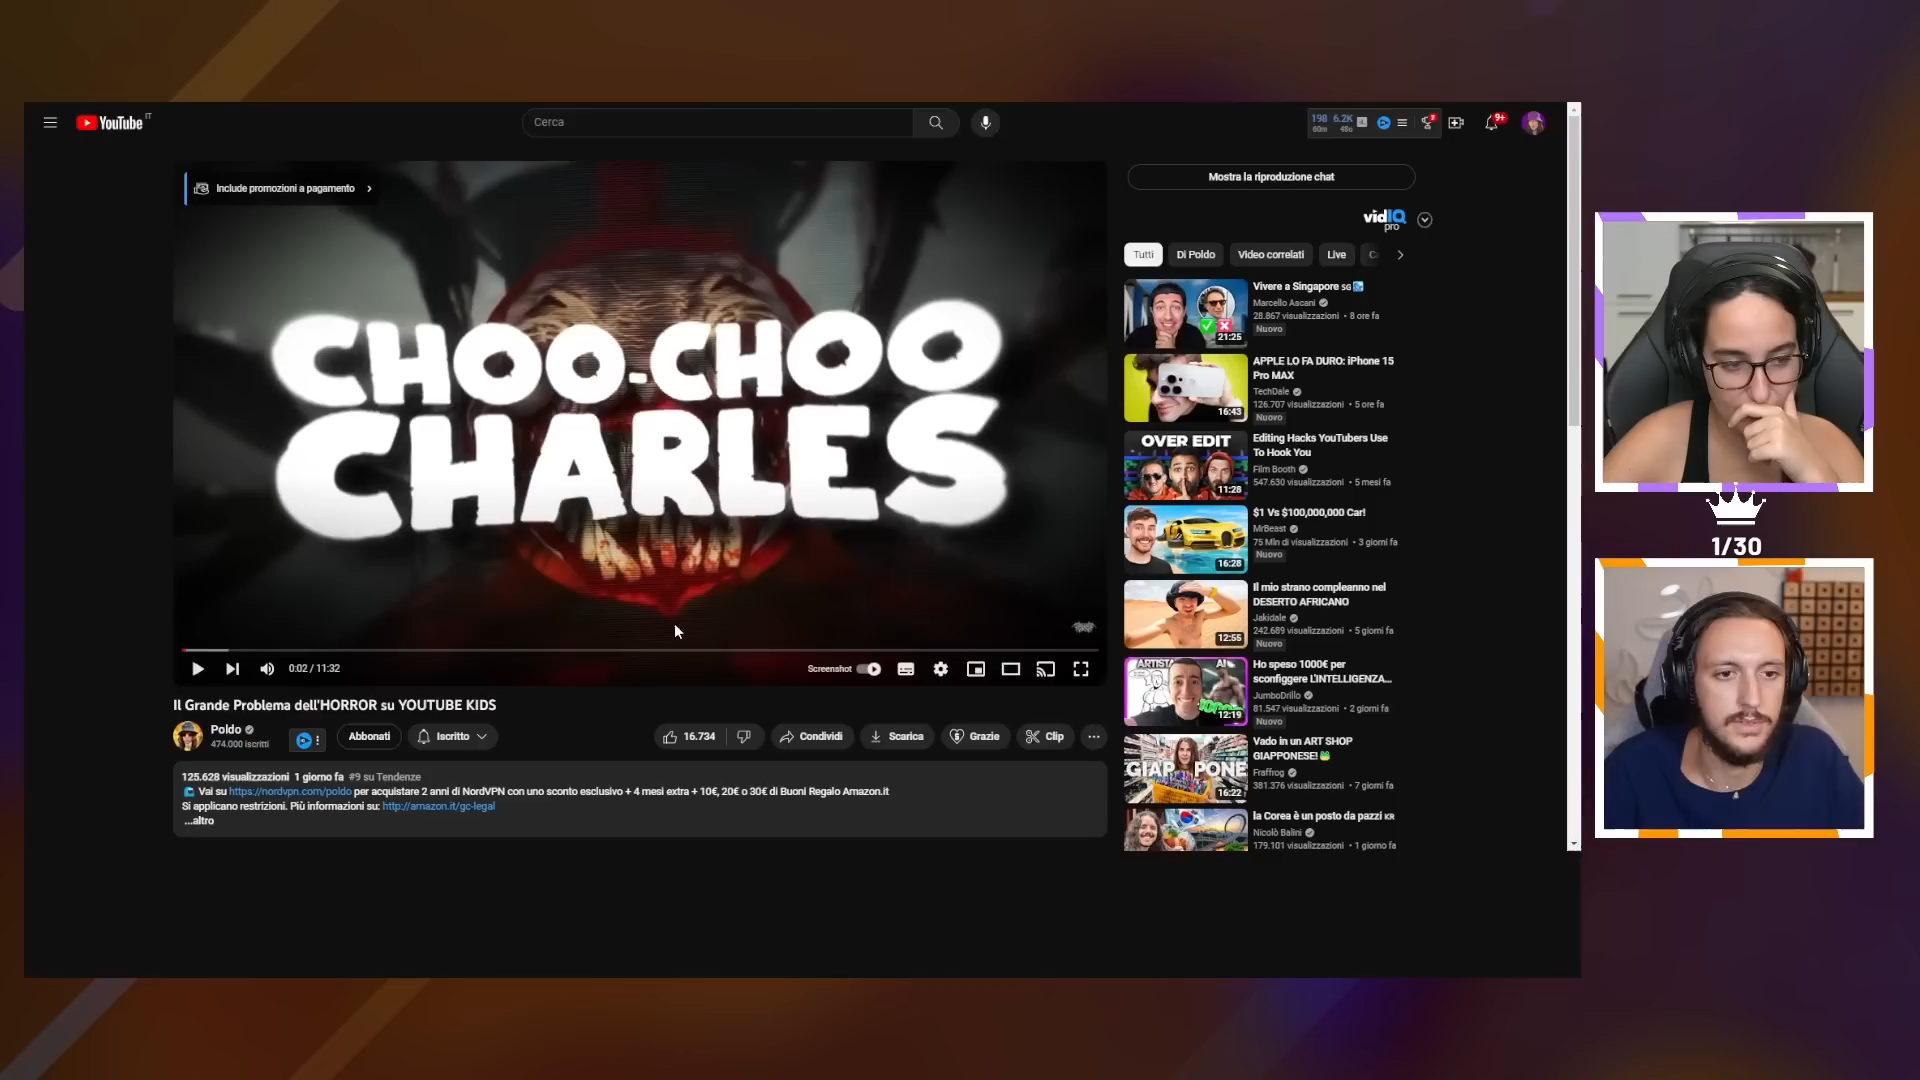 YouTube IT
Cerca
198 6.2K
60m 48o
9+
Include promozioni a pagamento
CHOO-CHOO
CHARLES
0:02 / 11:32
Screenshot
Il Grande Problema dell'HORROR su YOUTUBE KIDS
Poldo
474.000 iscritti
Abbonati
Iscritto
16.734
Condividi
Scarica
Grazie
Clip
125.628 visualizzazioni 1 giorno fa #9 su Tendenze
Vai su https://nordvpn.com/poldo per acquistare 2 anni di NordVPN con uno sconto esclusivo + 4 mesi extra + 10€, 20€ o 30€ di Buoni Regalo Amazon.it
Si applicano restrizioni. Più informazioni su: http://amazon.it/gc-legal
...altro
Mostra la riproduzione chat
vidIQ
pro
Tutti
Di Poldo
Video correlati
Live
21:25
Vivere a Singapore SG
Marcello Ascani
28.867 visualizzazioni • 8 ore fa
Nuovo
16:43
APPLE LO FA DURO: iPhone 15
Pro MAX
TechDale
126.707 visualizzazioni • 5 ore fa
Nuovo
OVER EDIT
11:28
Editing Hacks YouTubers Use
To Hook You
Film Booth
547.630 visualizzazioni • 5 mesi fa
16:28
$1 Vs $100,000,000 Car!
MrBeast
75 Mln di visualizzazioni • 3 giorni fa
Nuovo
12:55
Il mio strano compleanno nel
DESERTO AFRICANO
Jakidale
242.689 visualizzazioni • 5 giorni fa
Nuovo
ARTISTA AI
12:19
Ho speso 1000€ per
sconfiggere L'INTELLIGENZA...
JumboDrillo
81.547 visualizzazioni • 2 giorni fa
Nuovo
GIAPPONE
16:22
Vado in un ART SHOP
GIAPPONESE!
Fraffrog
381.376 visualizzazioni • 7 giorni fa
la Corea è un posto da pazzi KR
Nicolò Balini
179.101 visualizzazioni • 1 giorno fa
1/30